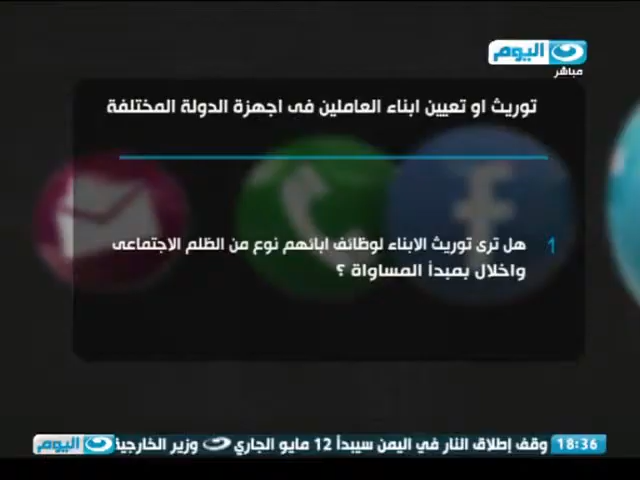 اليوم
مباشر
توريث او تعيين ابناء العاملين فى اجهزة الدولة المختلفة
1 هل ترى توريث الابناء لوظائف ابائهم نوع من الظلم الاجتماعى
واخلال بمبدأ المساواة ؟
18:36 وقف إطلاق النار في اليمن سيبدأ 12 مايو الجاري وزير الخارجية اليوم